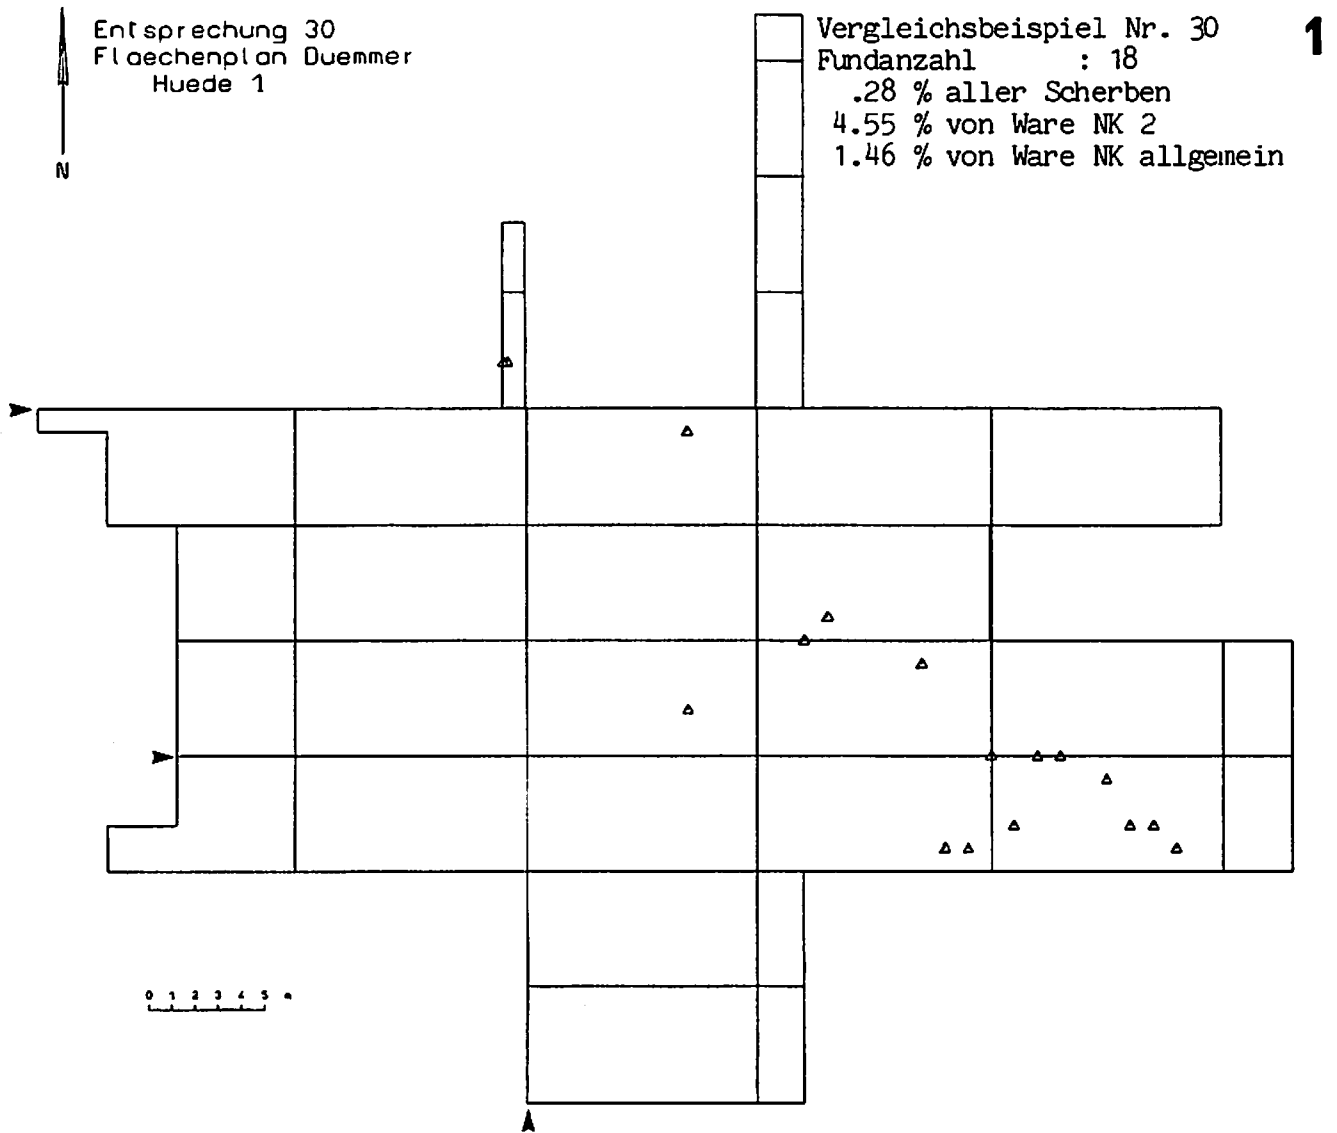 Entsprechung 30
Flaechenplan Duemmer
Huede 1
N
Vergleichsbeispiel Nr. 30
Fundanzahl : 18
.28 % aller Scherben
4.55 % von Ware NK 2
1.46 % von Ware NK allgemein
1
0 1 2 3 4 5 m